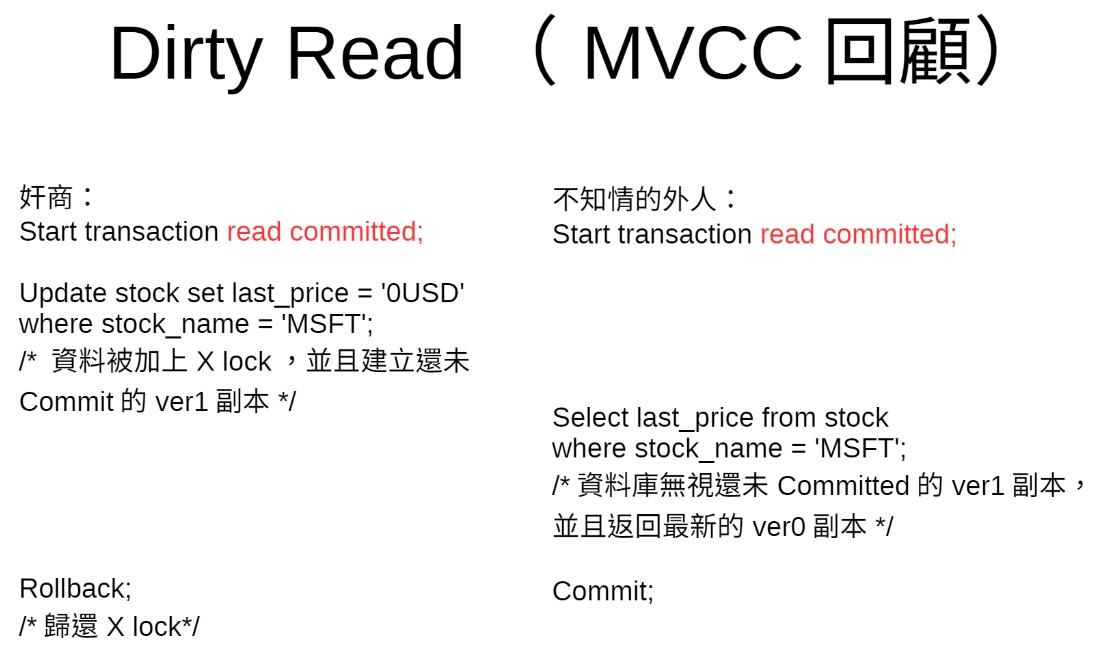 Dirty Read （ MVCC 回顧）
奸商：
Start transaction read committed;
Update stock set last_price = '0USD'
where stock_name = 'MSFT';
/*  資料被加上 X lock ，並且建立還未
Commit 的 ver1 副本 */
Rollback;
/* 歸還 X lock*/
不知情的外人：
Start transaction read committed;
Select last_price from stock
where stock_name = 'MSFT';
/* 資料庫無視還未 Committed 的 ver1 副本，
並且返回最新的 ver0 副本 */
Commit;